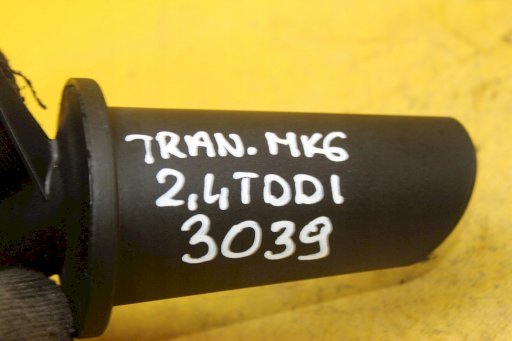 TRAN. MK6
2,4TDDI
3039